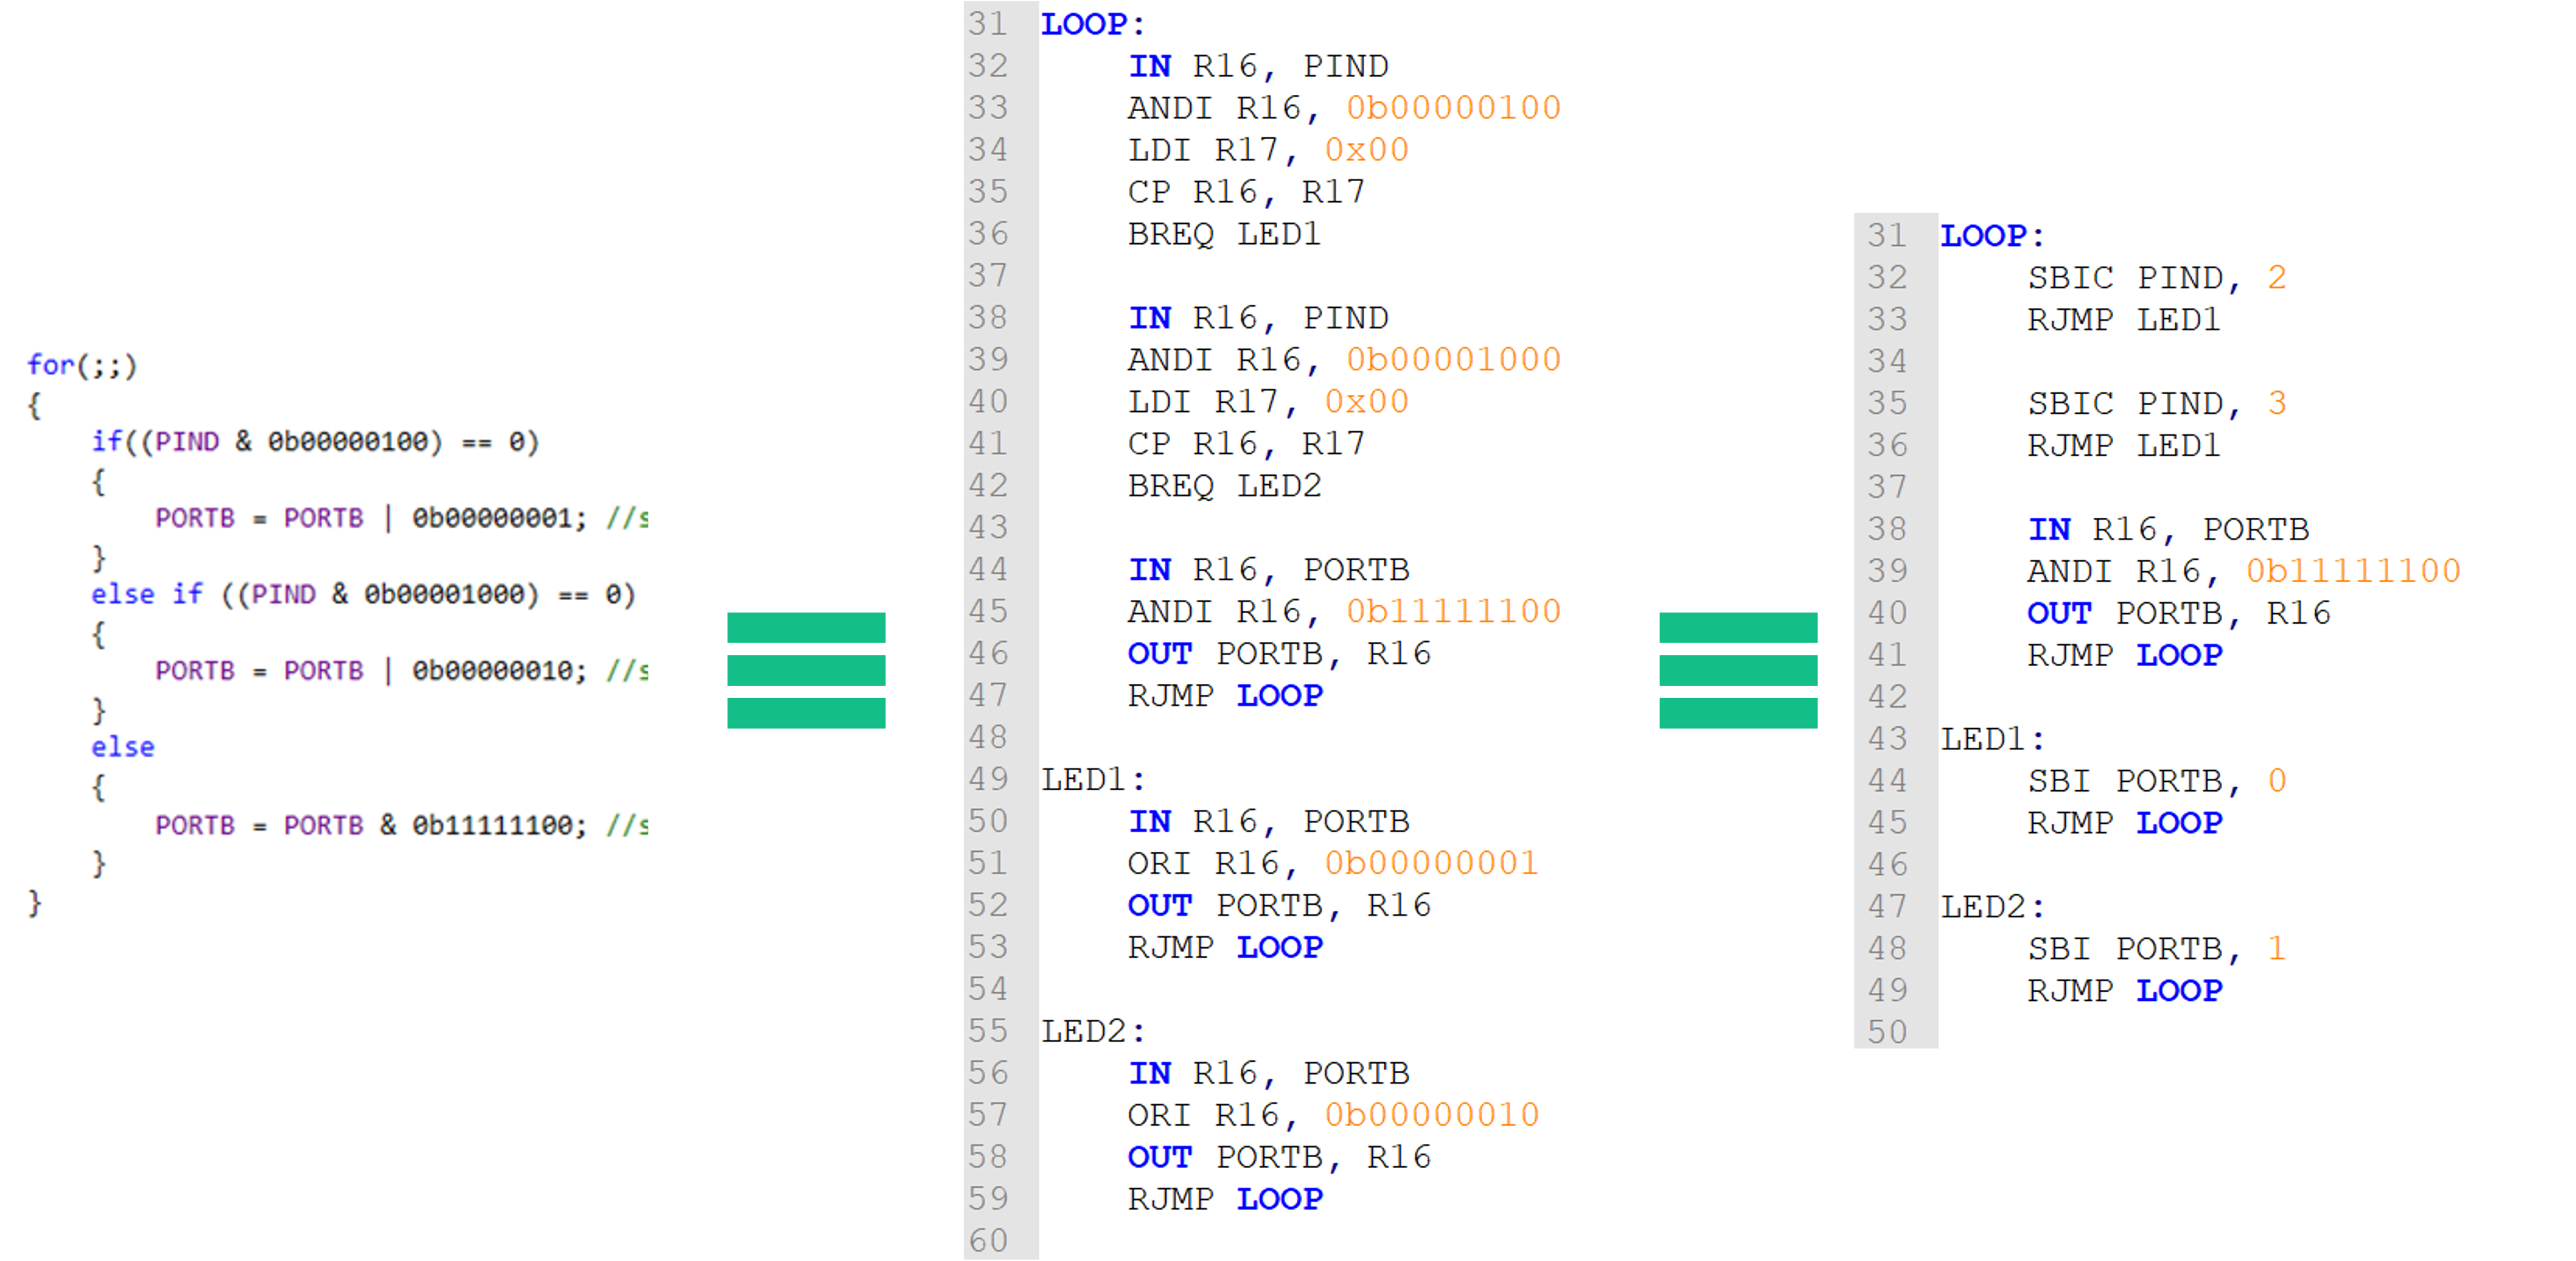 for(;;)
{
if((PIND & 0b00000100) == 0)
{
PORTB = PORTB | 0b00000001; //s
}
else if ((PIND & 0b00001000) == 0)
{
PORTB = PORTB | 0b00000010; //s
}
else
{
PORTB = PORTB & 0b11111100; //s
}
}
31 LOOP:
32 IN R16, PIND
33 ANDI R16, 0b00000100
34 LDI R17, 0x00
35 CP R16, R17
36 BREQ LED1
37
38 IN R16, PIND
39 ANDI R16, 0b00001000
40 LDI R17, 0x00
41 CP R16, R17
42 BREQ LED2
43
44 IN R16, PORTB
45 ANDI R16, 0b11111100
46 OUT PORTB, R16
47 RJMP LOOP
48
49 LED1:
50 IN R16, PORTB
51 ORI R16, 0b00000001
52 OUT PORTB, R16
53 RJMP LOOP
54
55 LED2:
56 IN R16, PORTB
57 ORI R16, 0b00000010
58 OUT PORTB, R16
59 RJMP LOOP
60
31 LOOP:
32 SBIC PIND, 2
33 RJMP LED1
34
35 SBIC PIND, 3
36 RJMP LED1
37
38 IN R16, PORTB
39 ANDI R16, 0b11111100
40 OUT PORTB, R16
41 RJMP LOOP
42
43 LED1:
44 SBI PORTB, 0
45 RJMP LOOP
46
47 LED2:
48 SBI PORTB, 1
49 RJMP LOOP
50